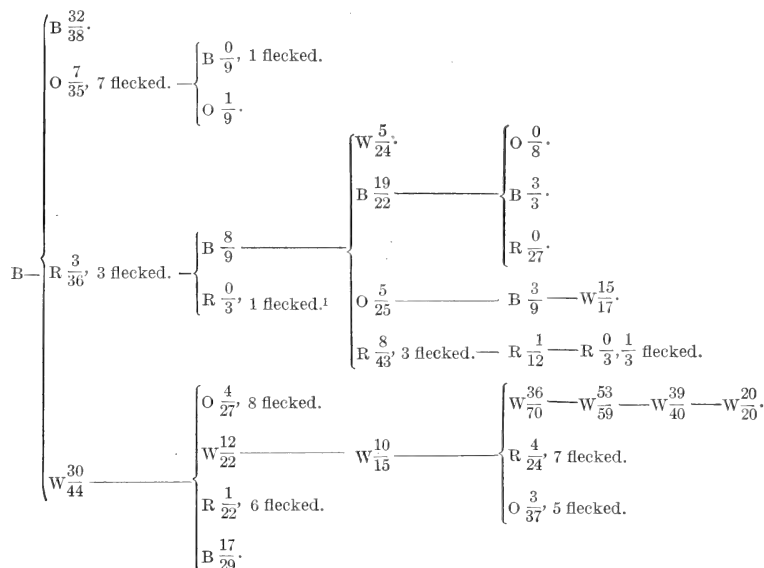 B 32/38.
O 7/35, 7 flecked. — B 0/9, 1 flecked.
O 1/9.
W 5/24. O 0/8.
B 19/22 — B 3/3.
R 0/27.
B — R 3/36, 3 flecked. — B 8/9
R 0/3, 1 flecked.¹
O 5/25 — B 3/9 — W 15/17.
R 8/43, 3 flecked. — R 1/12 — R 0/3, 1/3 flecked.
O 4/27, 8 flecked.
W 36/70 — W 53/59 — W 39/40 — W 20/20.
W 30/44 — W 12/22 — W 10/15 — R 4/24, 7 flecked.
R 1/22, 6 flecked. O 3/37, 5 flecked.
B 17/29.